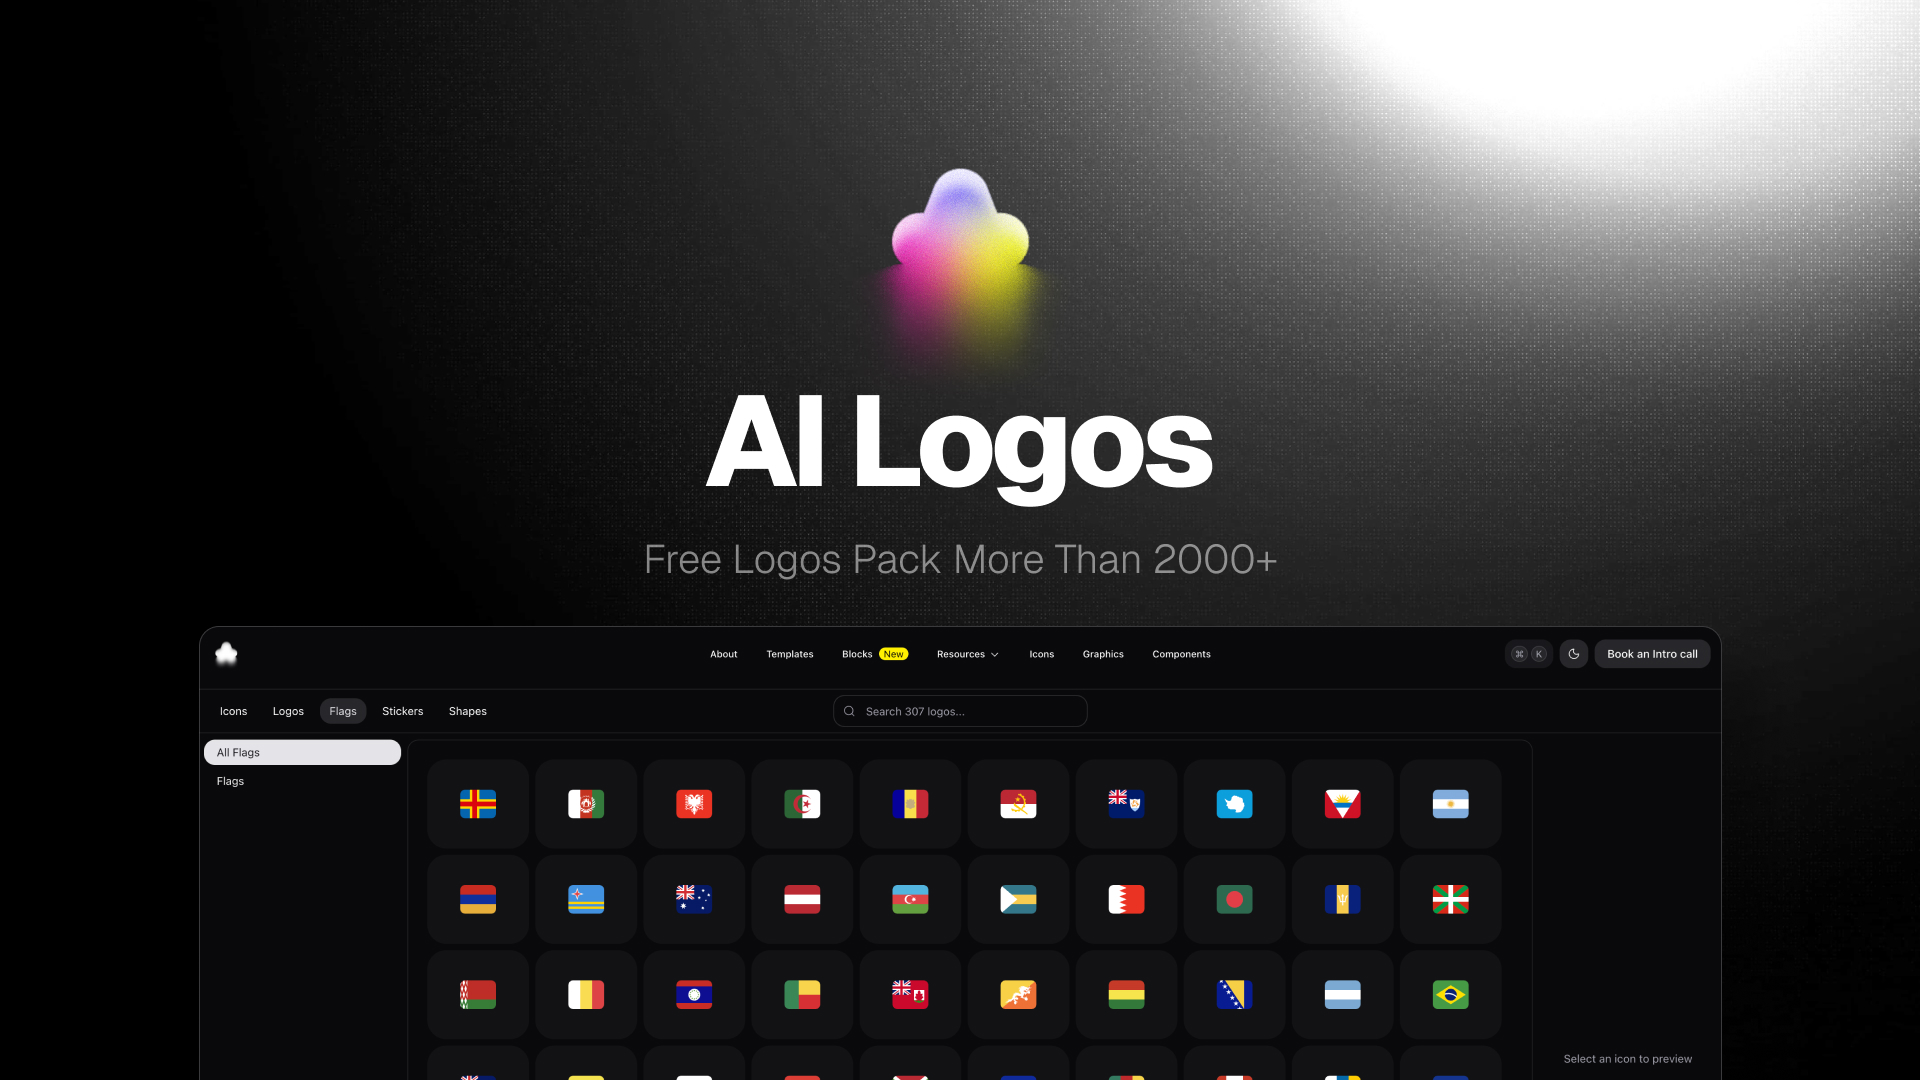 AI Logos
Free Logos Pack More Than 2000+
About Templates Blocks New Resources Icons Graphics Components ⌘ K Book an Intro call
Icons Logos Flags Stickers Shapes Search 307 logos...
All Flags
Flags
Select an icon to preview